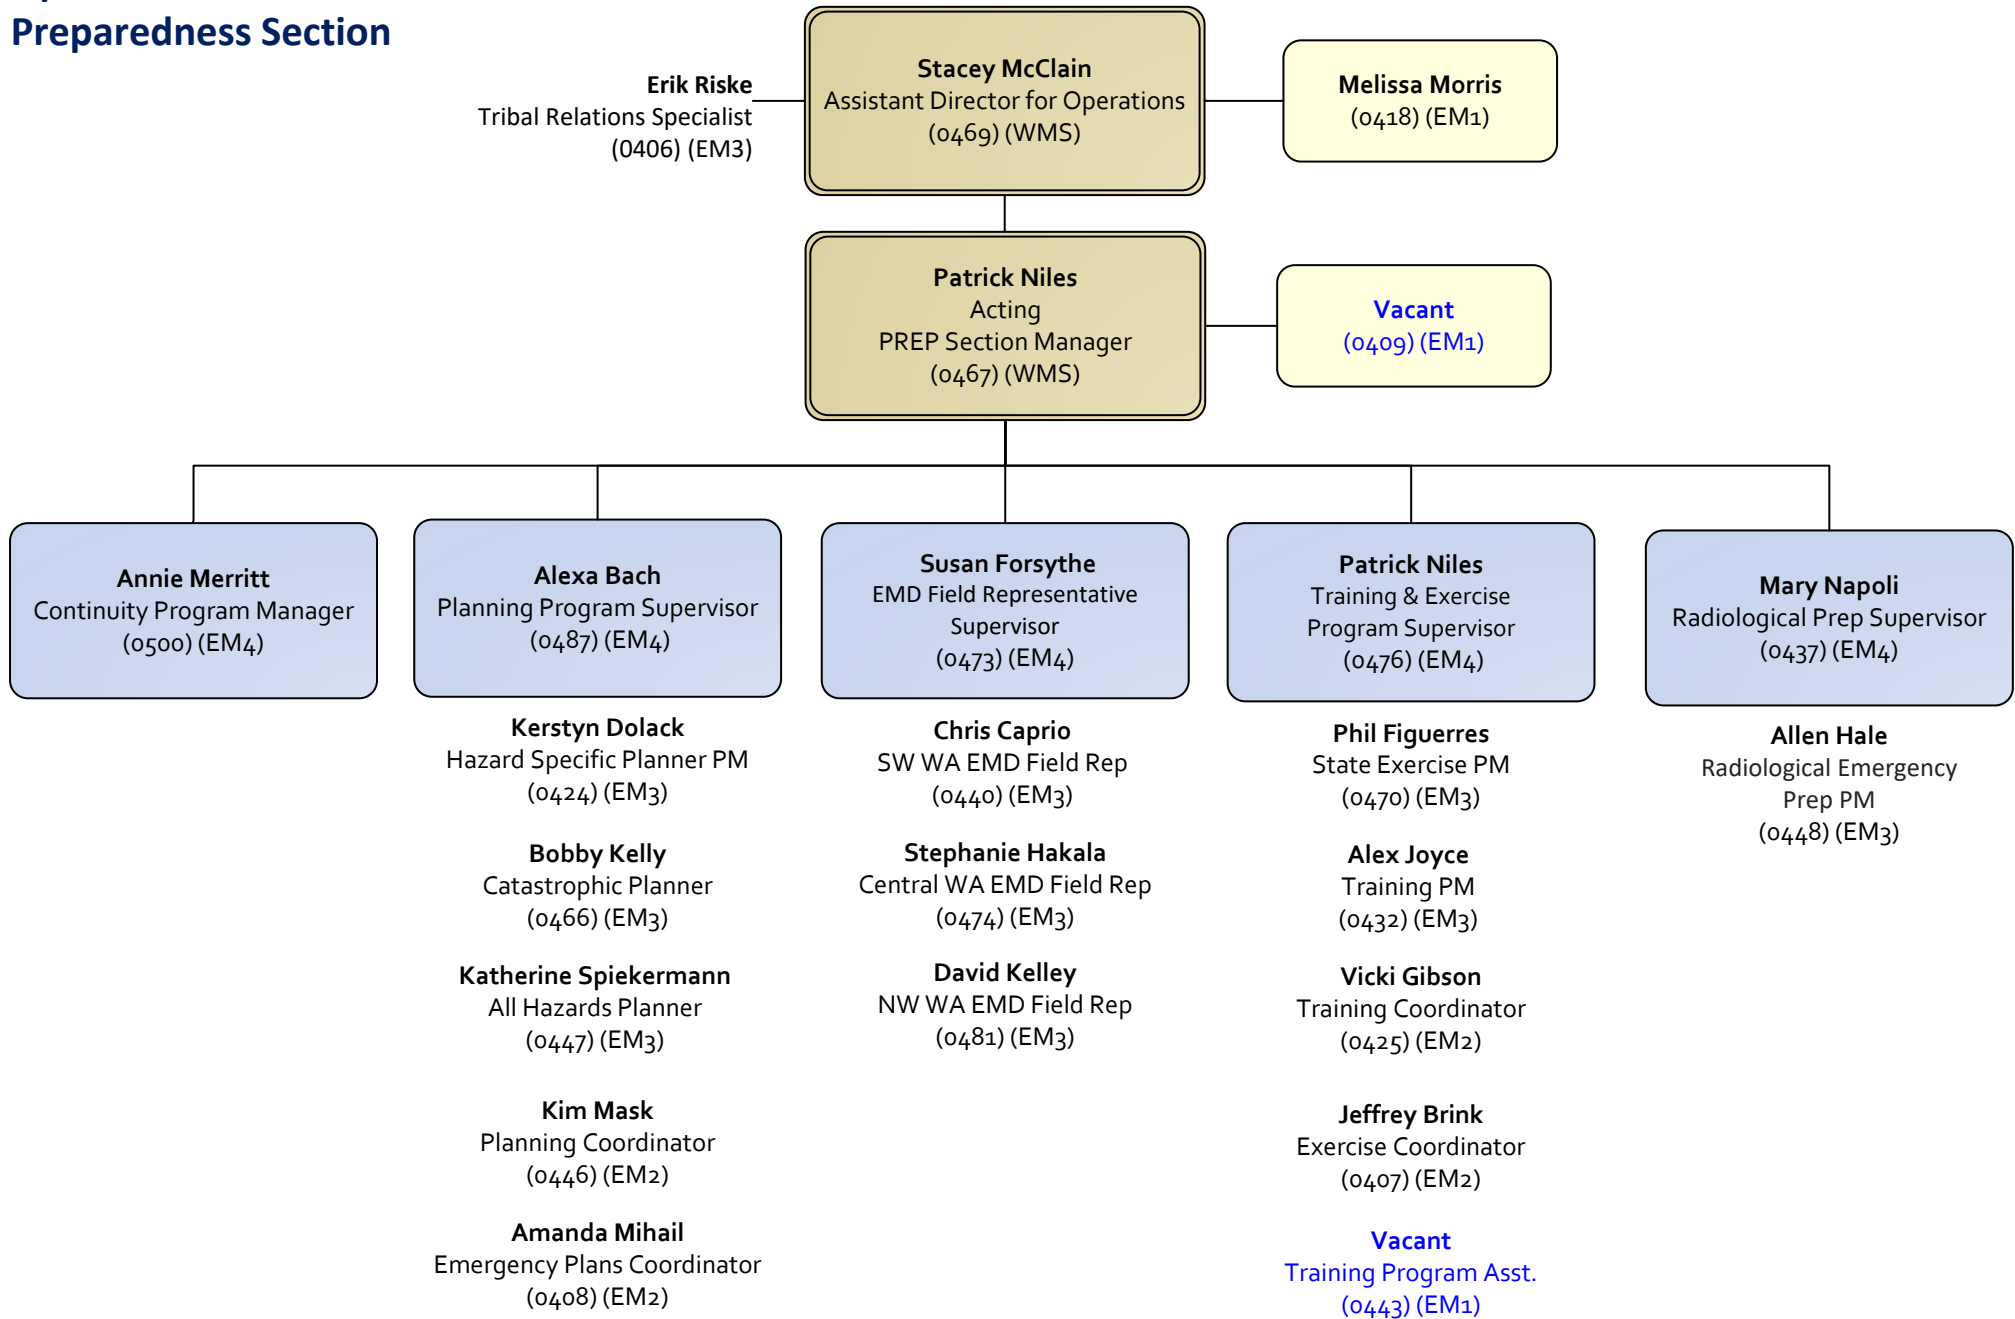 Preparedness Section
Erik Riske
Tribal Relations Specialist
(0406) (EM3)
Stacey McClain
Assistant Director for Operations
(0469) (WMS)
Melissa Morris
(0418) (EM1)
Patrick Niles
Acting
PREP Section Manager
(0467) (WMS)
Vacant
(0409) (EM1)
Annie Merritt
Continuity Program Manager
(0500) (EM4)
Alexa Bach
Planning Program Supervisor
(0487) (EM4)
Susan Forsythe
EMD Field Representative
Supervisor
(0473) (EM4)
Patrick Niles
Training & Exercise
Program Supervisor
(0476) (EM4)
Mary Napoli
Radiological Prep Supervisor
(0437) (EM4)
Kerstyn Dolack
Hazard Specific Planner PM
(0424) (EM3)
Bobby Kelly
Catastrophic Planner
(0466) (EM3)
Katherine Spiekermann
All Hazards Planner
(0447) (EM3)
Kim Mask
Planning Coordinator
(0446) (EM2)
Amanda Mihail
Emergency Plans Coordinator
(0408) (EM2)
Chris Caprio
SW WA EMD Field Rep
(0440) (EM3)
Stephanie Hakala
Central WA EMD Field Rep
(0474) (EM3)
David Kelley
NW WA EMD Field Rep
(0481) (EM3)
Phil Figuerres
State Exercise PM
(0470) (EM3)
Alex Joyce
Training PM
(0432) (EM3)
Vicki Gibson
Training Coordinator
(0425) (EM2)
Jeffrey Brink
Exercise Coordinator
(0407) (EM2)
Vacant
Training Program Asst.
(0443) (EM1)
Allen Hale
Radiological Emergency
Prep PM
(0448) (EM3)